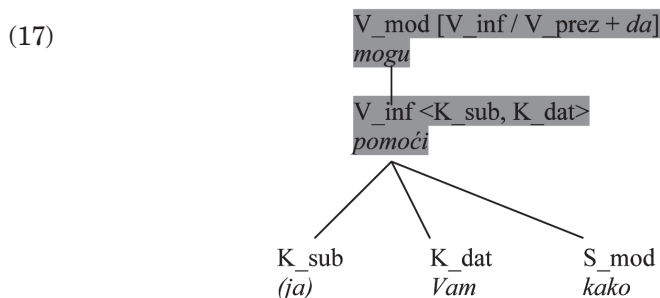 (17)
V_mod [V_inf / V_prez + da]
mogu
V_inf <K_sub, K_dat>
pomoći
K_sub K_dat S_mod
(ja) Vam kako